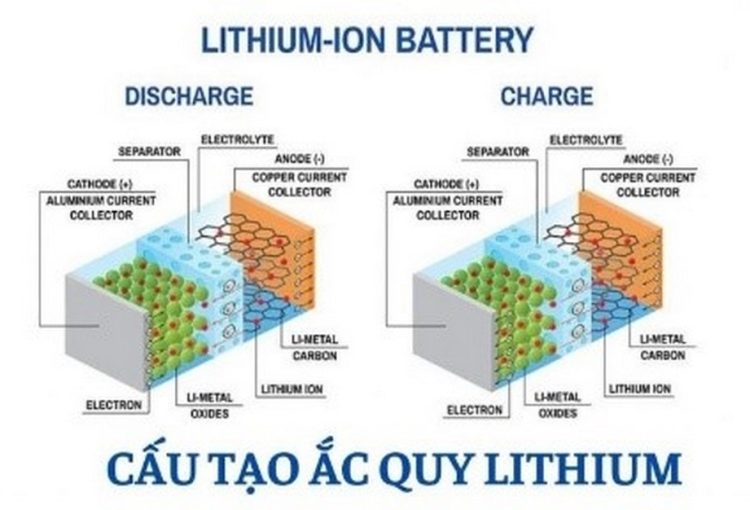 LITHIUM-ION BATTERY
DISCHARGE
ELECTROLYTE
SEPARATOR
ANODE (-)
COPPER CURRENT
COLLECTOR
CATHODE (+)
ALUMINIUM CURRENT
COLLECTOR
LI-METAL
CARBON
LITHIUM ION
LI-METAL
OXIDES
ELECTRON
CHARGE
ELECTROLYTE
SEPARATOR
ANODE (-)
COPPER CURRENT
COLLECTOR
CATHODE (+)
ALUMINIUM CURRENT
COLLECTOR
LI-METAL
CARBON
LITHIUM ION
LI-METAL
OXIDES
ELECTRON
CẤU TẠO ẮC QUY LITHIUM